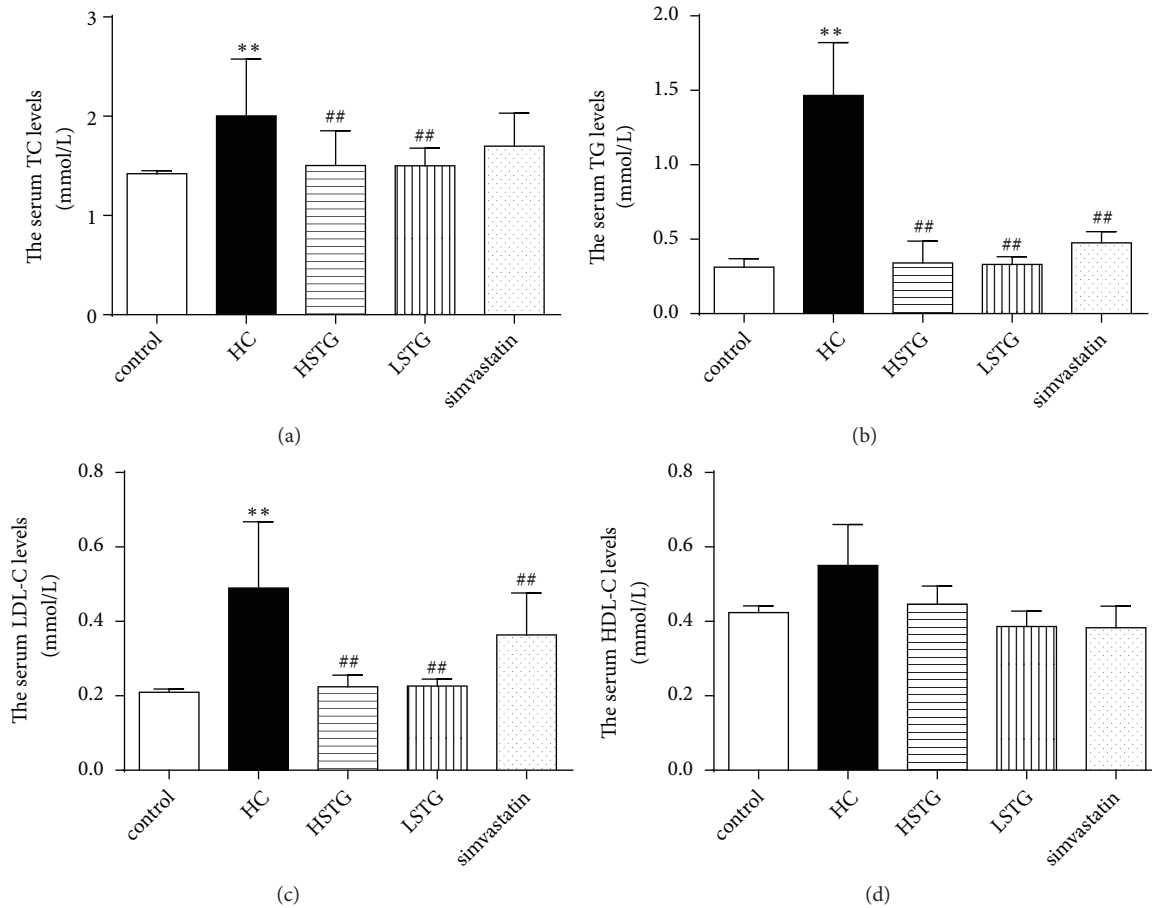 The serum TC levels
(mmol/L)
3
2
1
0
**
##
##
control
HC
HSTG
LSTG
simvastatin
(a)
The serum TG levels
(mmol/L)
2.0
1.5
1.0
0.5
0.0
**
##
##
##
control
HC
HSTG
LSTG
simvastatin
(b)
The serum LDL-C levels
(mmol/L)
0.8
0.6
0.4
0.2
0.0
**
##
##
##
control
HC
HSTG
LSTG
simvastatin
(c)
The serum HDL-C levels
(mmol/L)
0.8
0.6
0.4
0.2
0.0
control
HC
HSTG
LSTG
simvastatin
(d)